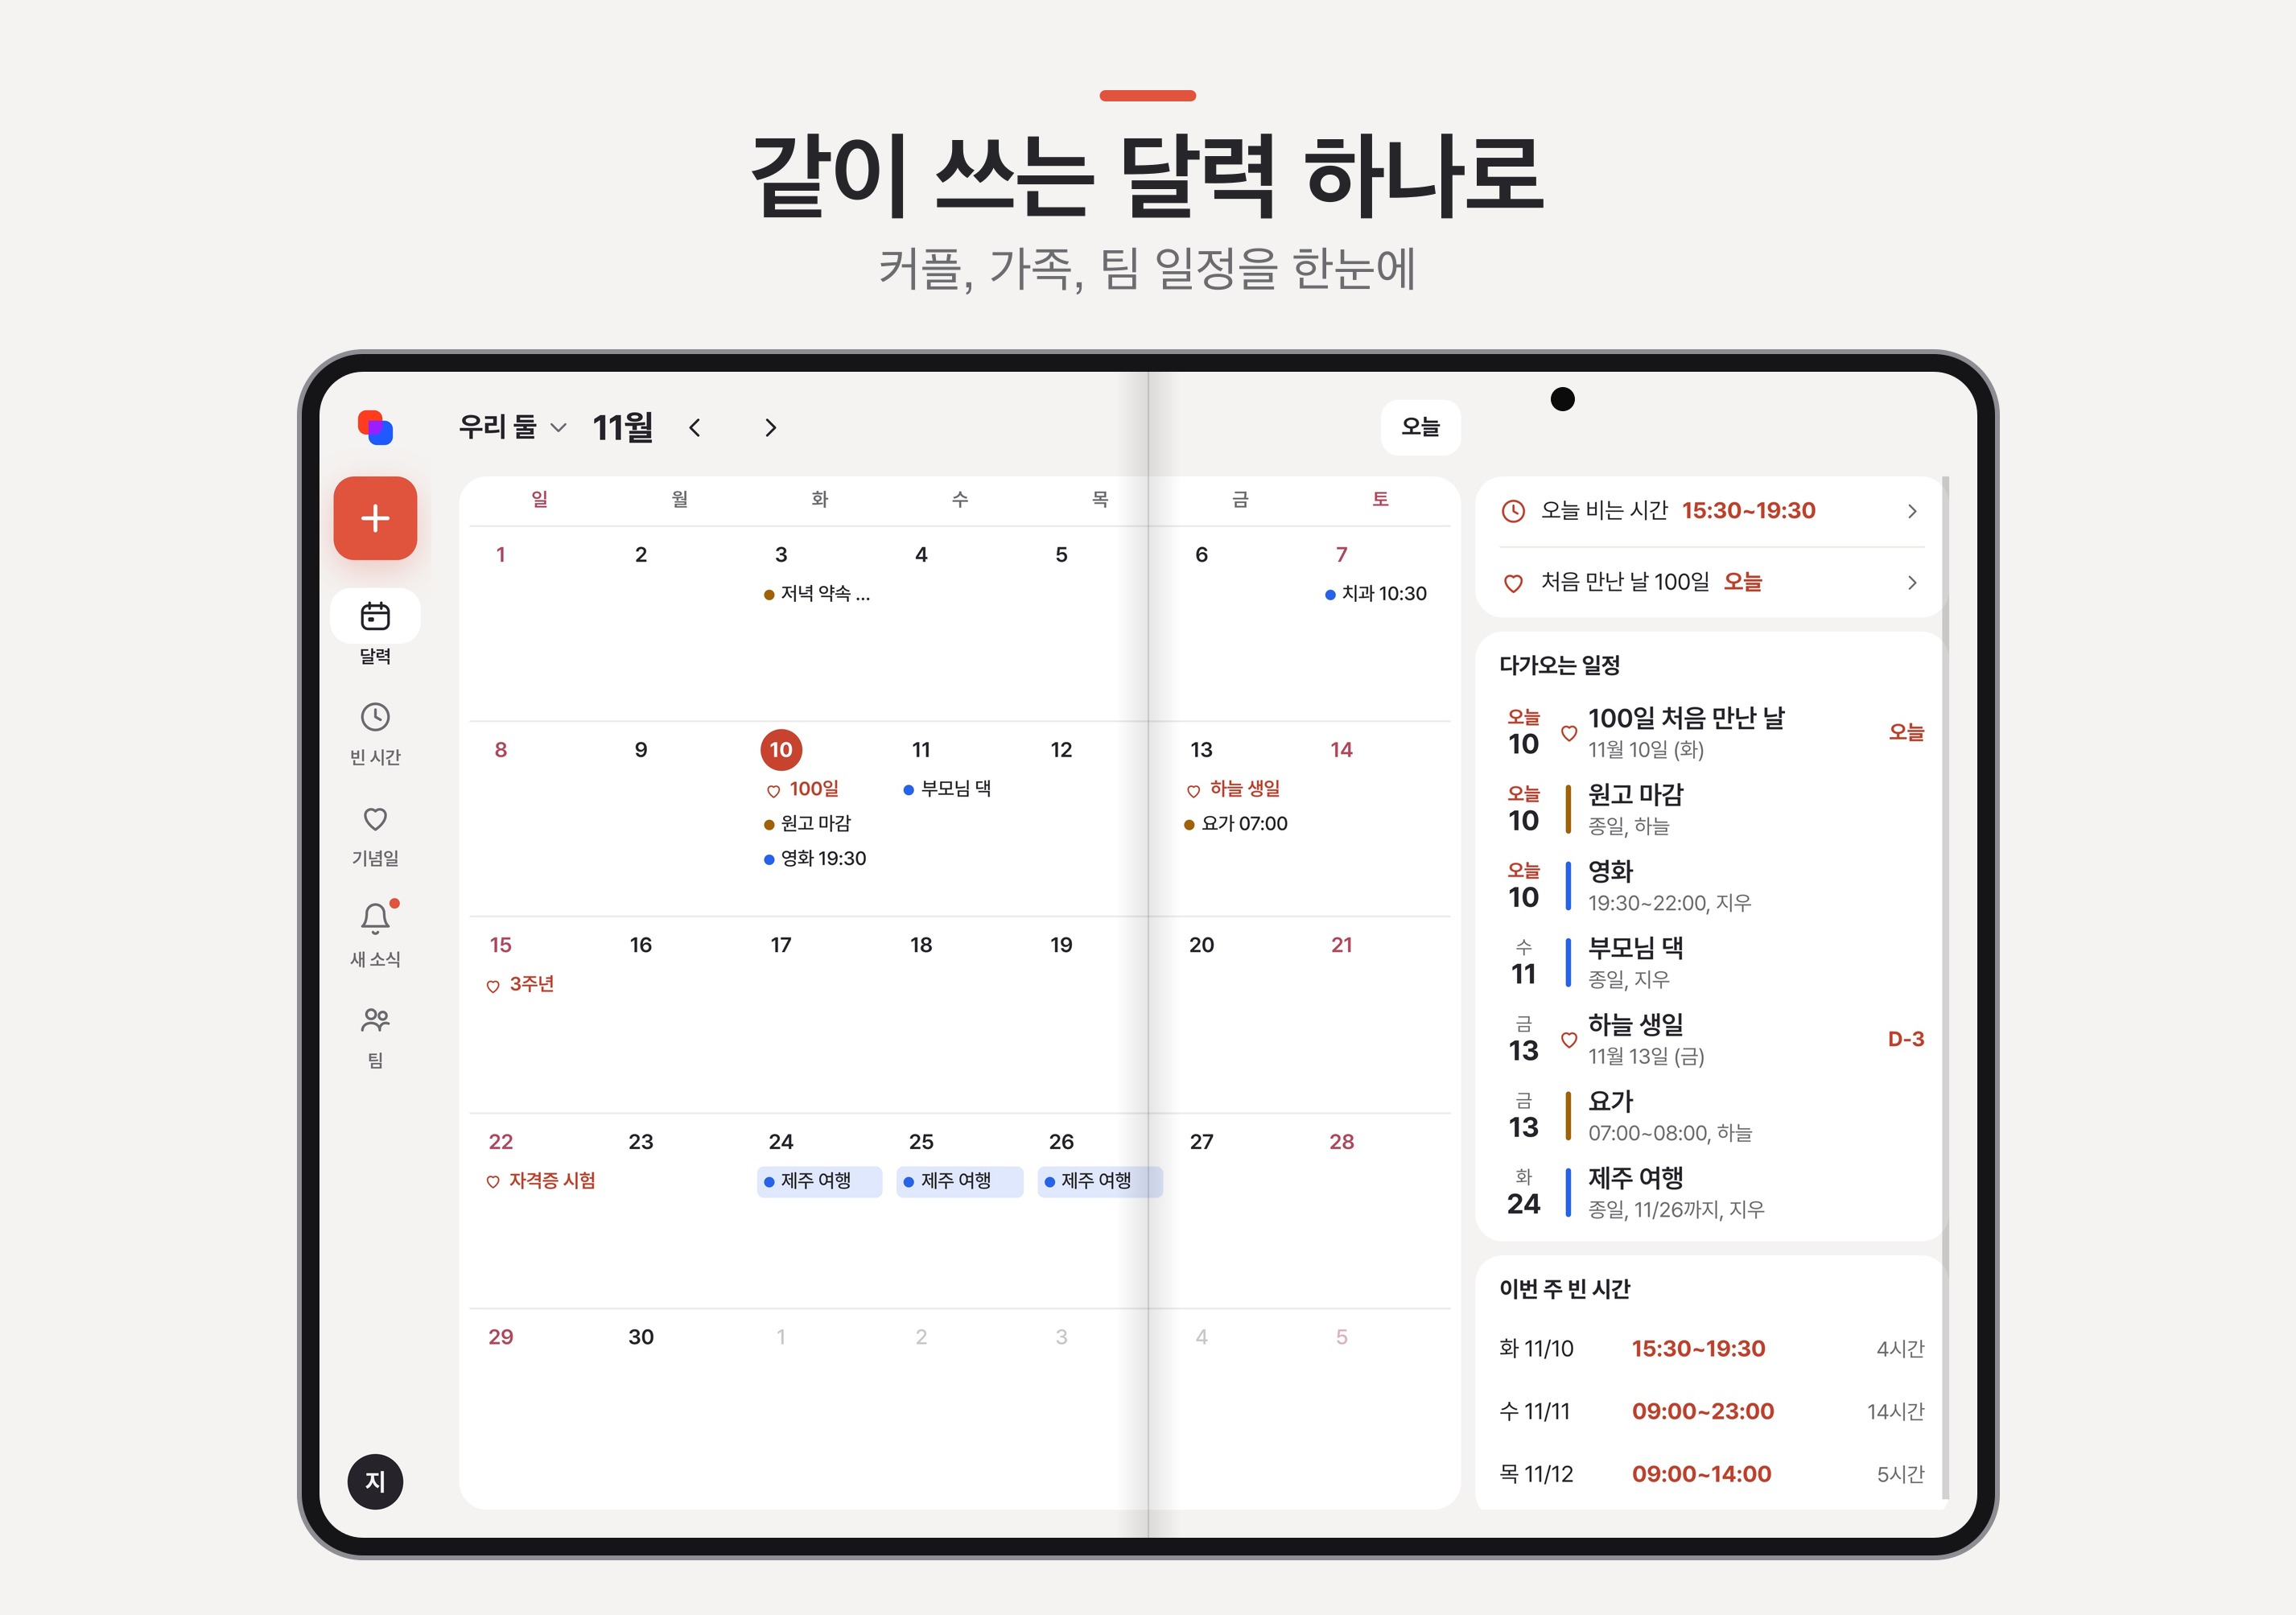 같이 쓰는 달력 하나로
커플, 가족, 팀 일정을 한눈에
우리 둘 11월
오늘
달력
빈 시간
기념일
새 소식
팀
지
일 월 화 수 목 금 토
1 2 3 4 5 6 7
저녁 약속 ... 치과 10:30
8 9 10 11 12 13 14
100일 부모님 댁 하늘 생일
원고 마감 요가 07:00
영화 19:30
15 16 17 18 19 20 21
3주년
22 23 24 25 26 27 28
자격증 시험 제주 여행 제주 여행 제주 여행
29 30 1 2 3 4 5
오늘 비는 시간 15:30~19:30
처음 만난 날 100일 오늘
다가오는 일정
오늘 100일 처음 만난 날 오늘
10 11월 10일 (화)
오늘 원고 마감
10 종일, 하늘
오늘 영화
10 19:30~22:00, 지우
수 부모님 댁
11 종일, 지우
금 하늘 생일 D-3
13 11월 13일 (금)
금 요가
13 07:00~08:00, 하늘
화 제주 여행
24 종일, 11/26까지, 지우
이번 주 빈 시간
화 11/10 15:30~19:30 4시간
수 11/11 09:00~23:00 14시간
목 11/12 09:00~14:00 5시간